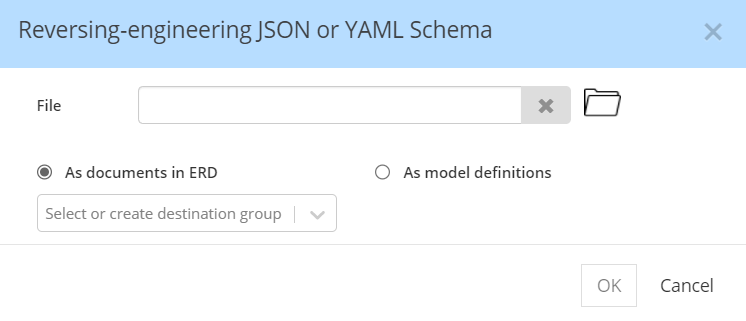 Reversing-engineering JSON or YAML Schema
File
As documents in ERD
As model definitions
Select or create destination group
OK
Cancel